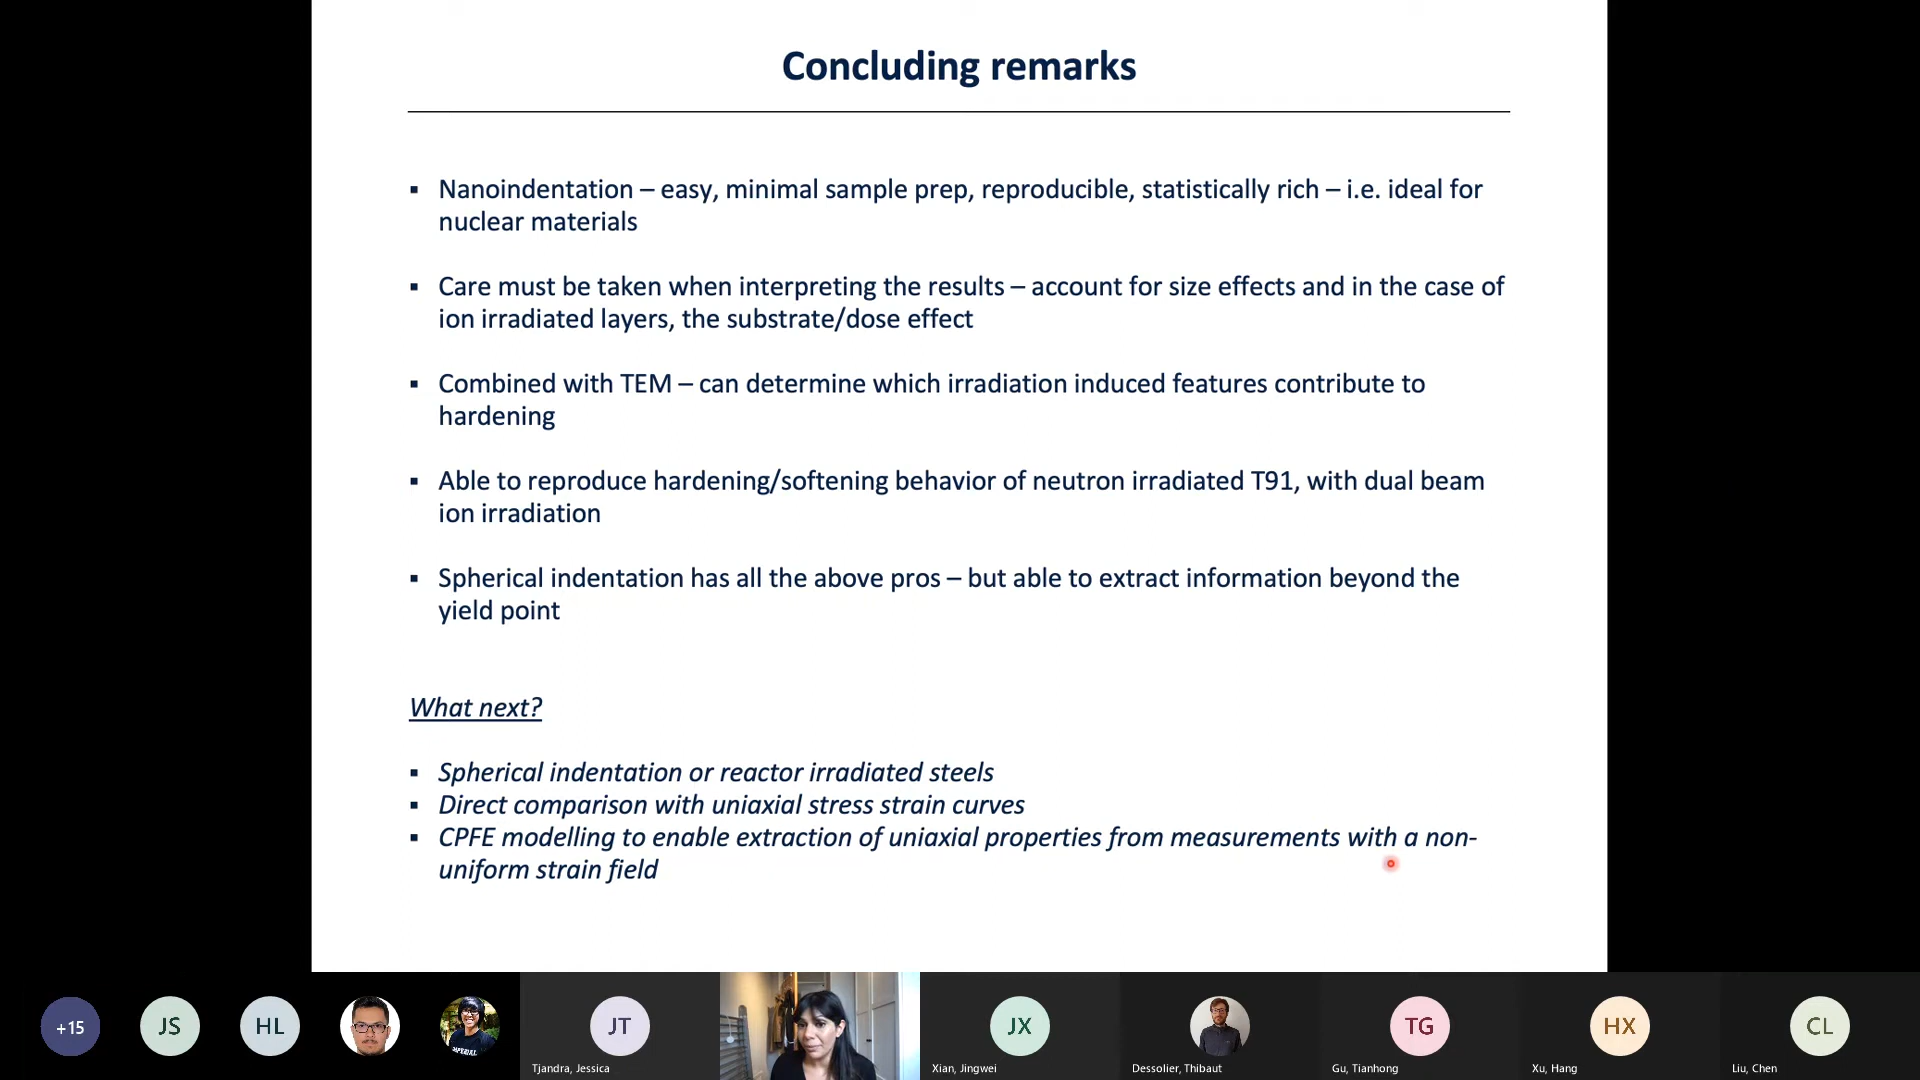 Concluding remarks
▪ Nanoindentation – easy, minimal sample prep, reproducible, statistically rich – i.e. ideal for
nuclear materials
▪ Care must be taken when interpreting the results – account for size effects and in the case of
ion irradiated layers, the substrate/dose effect
▪ Combined with TEM – can determine which irradiation induced features contribute to
hardening
▪ Able to reproduce hardening/softening behavior of neutron irradiated T91, with dual beam
ion irradiation
▪ Spherical indentation has all the above pros – but able to extract information beyond the
yield point
What next?
▪ Spherical indentation or reactor irradiated steels
▪ Direct comparison with uniaxial stress strain curves
▪ CPFE modelling to enable extraction of uniaxial properties from measurements with a non-
uniform strain field
+15
JS
HL
IMPERIAL
JT
JX
TG
HX
CL
Tjandra, Jessica
Xian, Jingwei
Dessolier, Thibaut
Gu, Tianhong
Xu, Hang
Liu, Chen